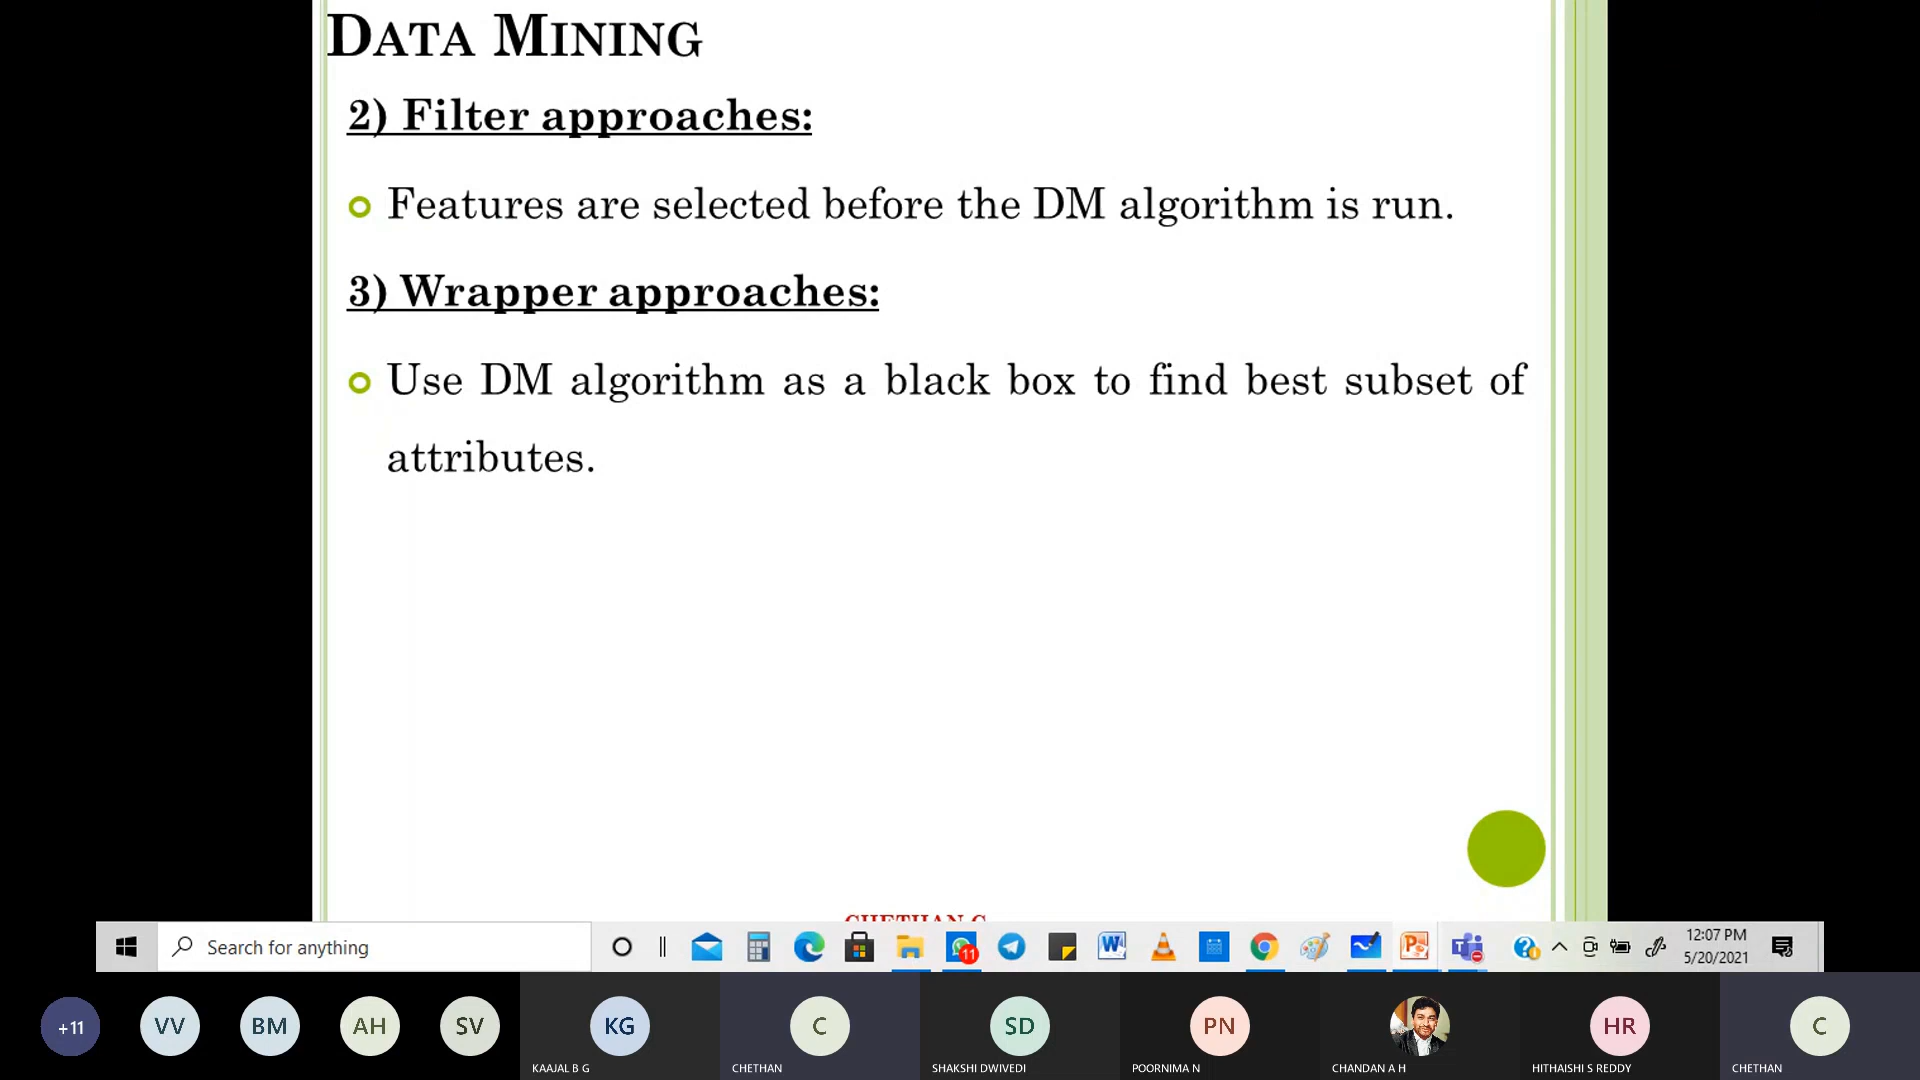 DATA MINING
2) Filter approaches:
Features are selected before the DM algorithm is run.
3) Wrapper approaches:
Use DM algorithm as a black box to find best subset of
attributes.
CHETHAN C
Search for anything
11
12:07 PM
5/20/2021
+11
VV
BM
AH
SV
KG
C
SD
PN
HR
C
KAAJAL B G
CHETHAN
SHAKSHI DWIVEDI
POORNIMA N
CHANDAN A H
HITHAISHI S REDDY
CHETHAN